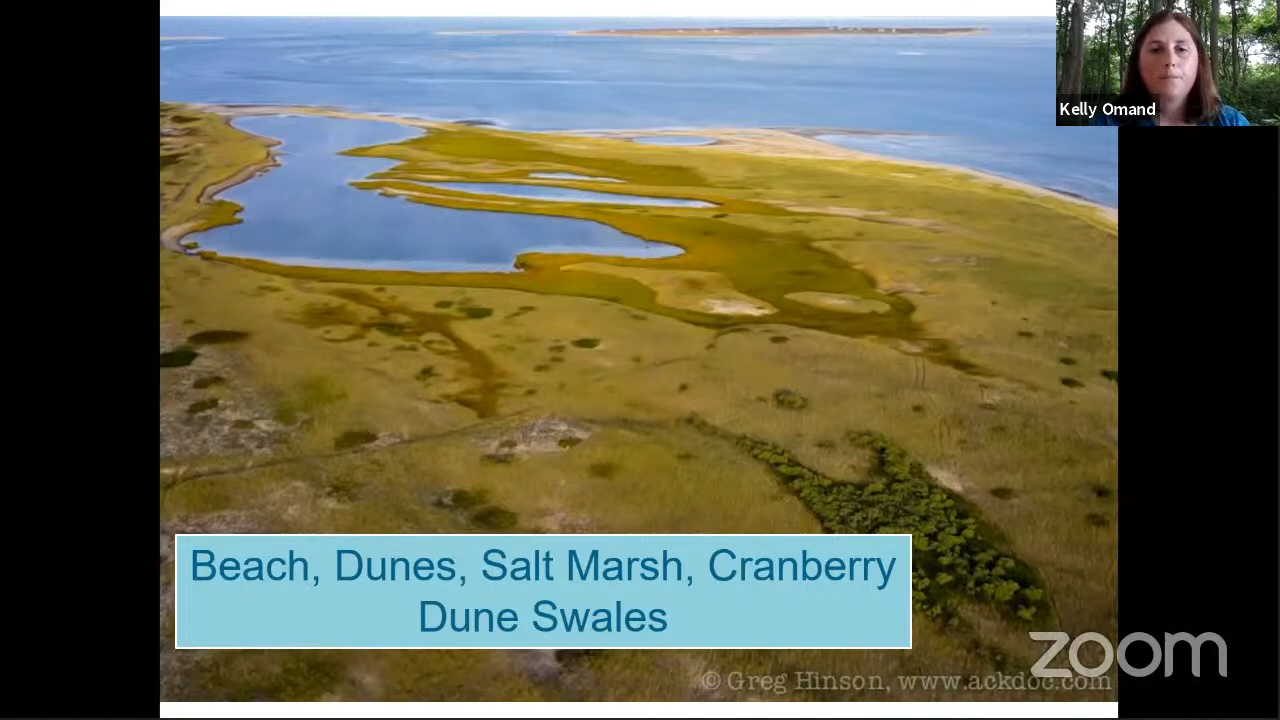 Kelly Omand
Beach, Dunes, Salt Marsh, Cranberry
Dune Swales
zoom
© Greg Hinson, www.ackdoc.com